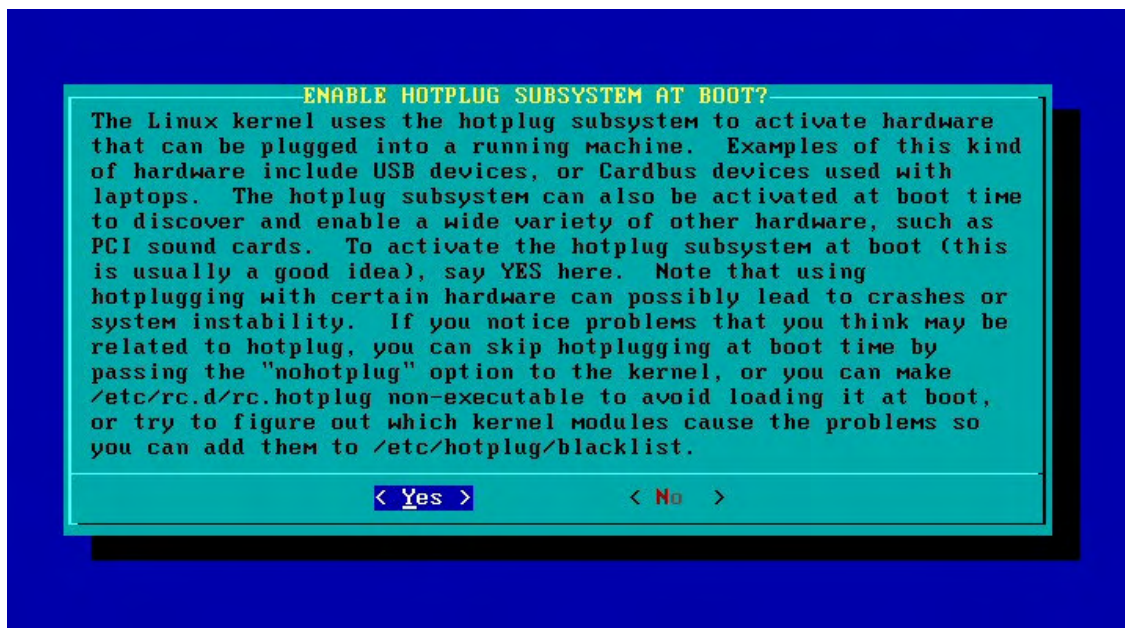 ENABLE HOTPLUG SUBSYSTEM AT BOOT?
The Linux kernel uses the hotplug subsystem to activate hardware
that can be plugged into a running machine.  Examples of this kind
of hardware include USB devices, or Cardbus devices used with
laptops.  The hotplug subsystem can also be activated at boot time
to discover and enable a wide variety of other hardware, such as
PCI sound cards.  To activate the hotplug subsystem at boot (this
is usually a good idea), say YES here.  Note that using
hotplugging with certain hardware can possibly lead to crashes or
system instability.  If you notice problems that you think may be
related to hotplug, you can skip hotplugging at boot time by
passing the "nohotplug" option to the kernel, or you can make
/etc/rc.d/rc.hotplug non-executable to avoid loading it at boot,
or try to figure out which kernel modules cause the problems so
you can add them to /etc/hotplug/blacklist.
< Yes > < No >